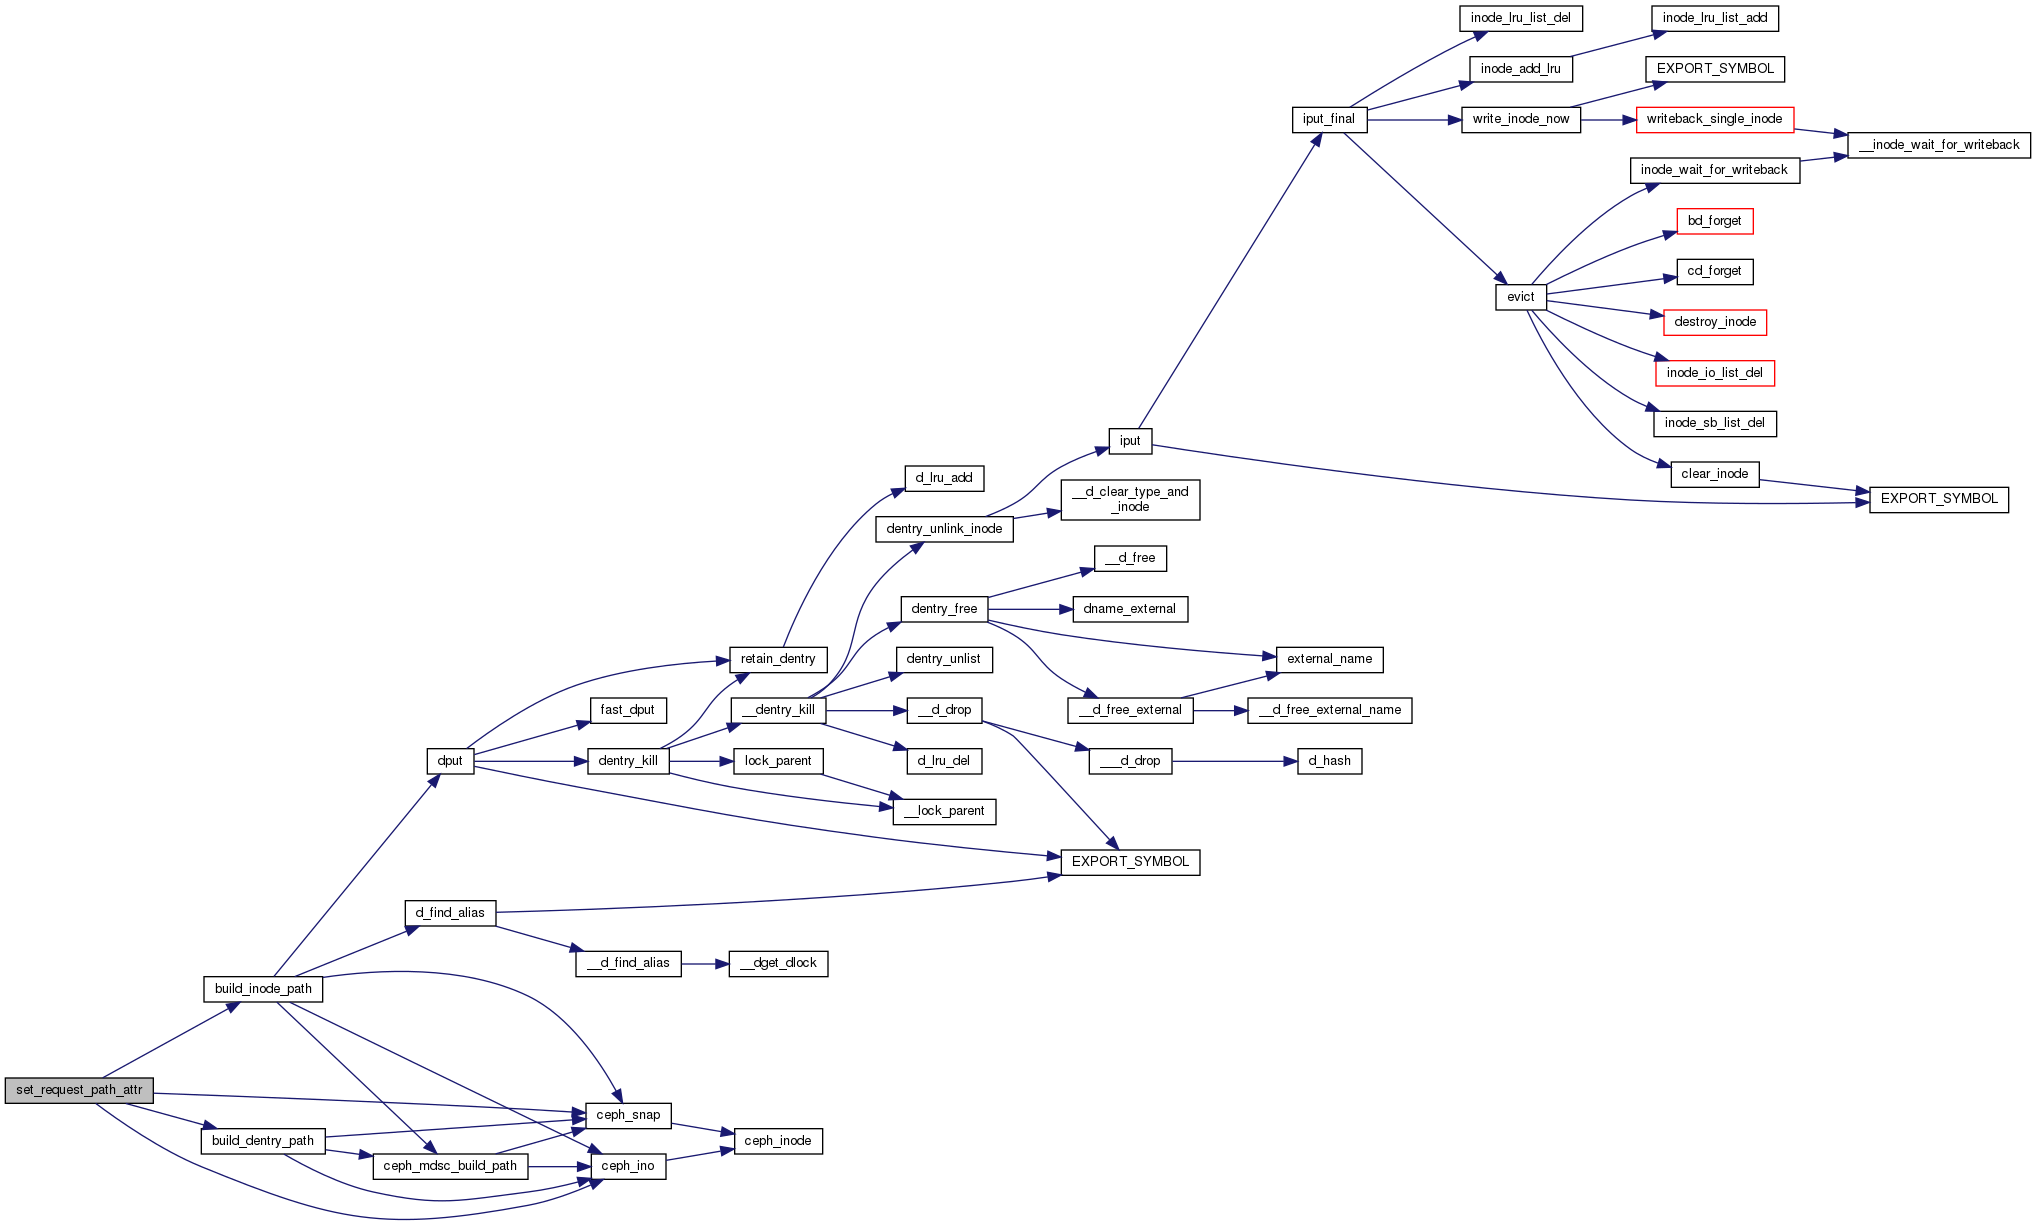 inode_lru_list_del
inode_lru_list_add
inode_add_lru
EXPORT_SYMBOL
iput_final
write_inode_now
writeback_single_inode
__inode_wait_for_writeback
inode_wait_for_writeback
bd_forget
cd_forget
evict
destroy_inode
inode_io_list_del
inode_sb_list_del
iput
clear_inode
d_lru_add
__d_clear_type_and
_inode
EXPORT_SYMBOL
dentry_unlink_inode
__d_free
dentry_free
dname_external
retain_dentry
dentry_unlist
external_name
fast_dput
__dentry_kill
__d_drop
__d_free_external
__d_free_external_name
dput
dentry_kill
lock_parent
d_lru_del
___d_drop
d_hash
__lock_parent
EXPORT_SYMBOL
d_find_alias
__d_find_alias
__dget_dlock
build_inode_path
set_request_path_attr
ceph_snap
build_dentry_path
ceph_inode
ceph_mdsc_build_path
ceph_ino